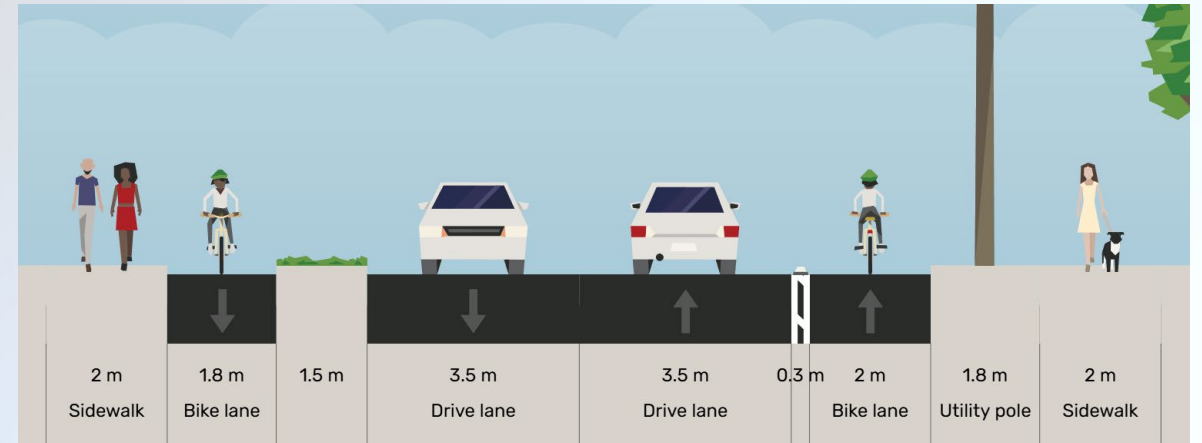 2 m
Sidewalk
1.8 m
Bike lane
1.5 m
3.5 m
Drive lane
3.5 m
Drive lane
0.3 m
2 m
Bike lane
1.8 m
Utility pole
2 m
Sidewalk